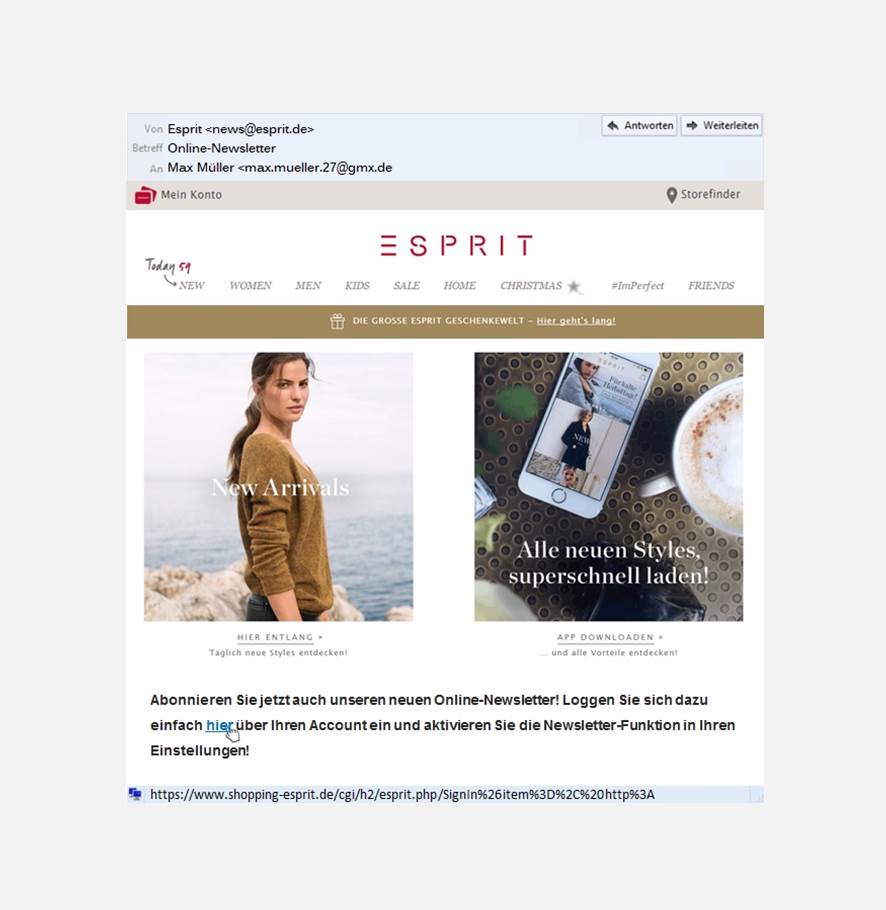 Von Esprit <news@esprit.de>
Antworten Weiterleiten
Betreff Online-Newsletter
An Max Müller <max.mueller.27@gmx.de
Mein Konto Storefinder
ESPRIT
Today 59
NEW WOMEN MEN KIDS SALE HOME CHRISTMAS #ImPerfect FRIENDS
DIE GROSSE ESPRIT GESCHENKEWELT – Hier geht's lang!
New Arrivals
ESPRIT
Für kalte
Herbsttage!
NEW
Alle neuen Styles,
superschnell laden!
HIER ENTLANG »
Täglich neue Styles entdecken!
APP DOWNLOADEN »
... und alle Vorteile entdecken!
Abonnieren Sie jetzt auch unseren neuen Online-Newsletter! Loggen Sie sich dazu
einfach hier über Ihren Account ein und aktivieren Sie die Newsletter-Funktion in Ihren
Einstellungen!
https://www.shopping-esprit.de/cgi/h2/esprit.php/SignIn%26item%3D%2C%20http%3A